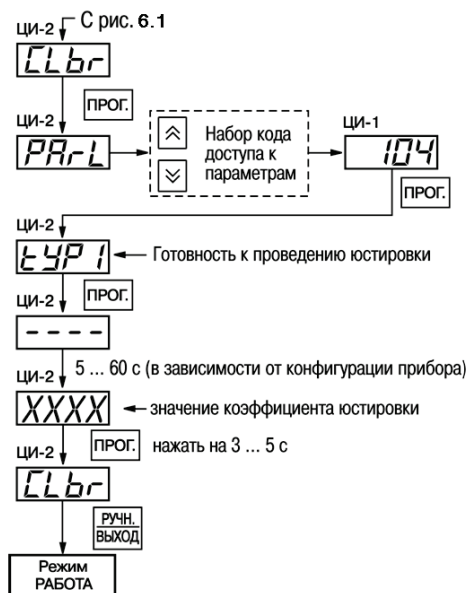 С рис. 6.1
ЦИ-2
CLbr
ПРОГ.
ЦИ-2
PArL
Набор кода
доступа к
параметрам
ЦИ-1
104
ПРОГ.
ЦИ-2
tYP1
Готовность к проведению юстировки
ПРОГ.
ЦИ-2
----
5 ... 60 с (в зависимости от конфигурации прибора)
ЦИ-2
XXXX
значение коэффициента юстировки
ПРОГ.
нажать на 3 ... 5 с
ЦИ-2
CLbr
РУЧН.
ВЫХОД
Режим
РАБОТА